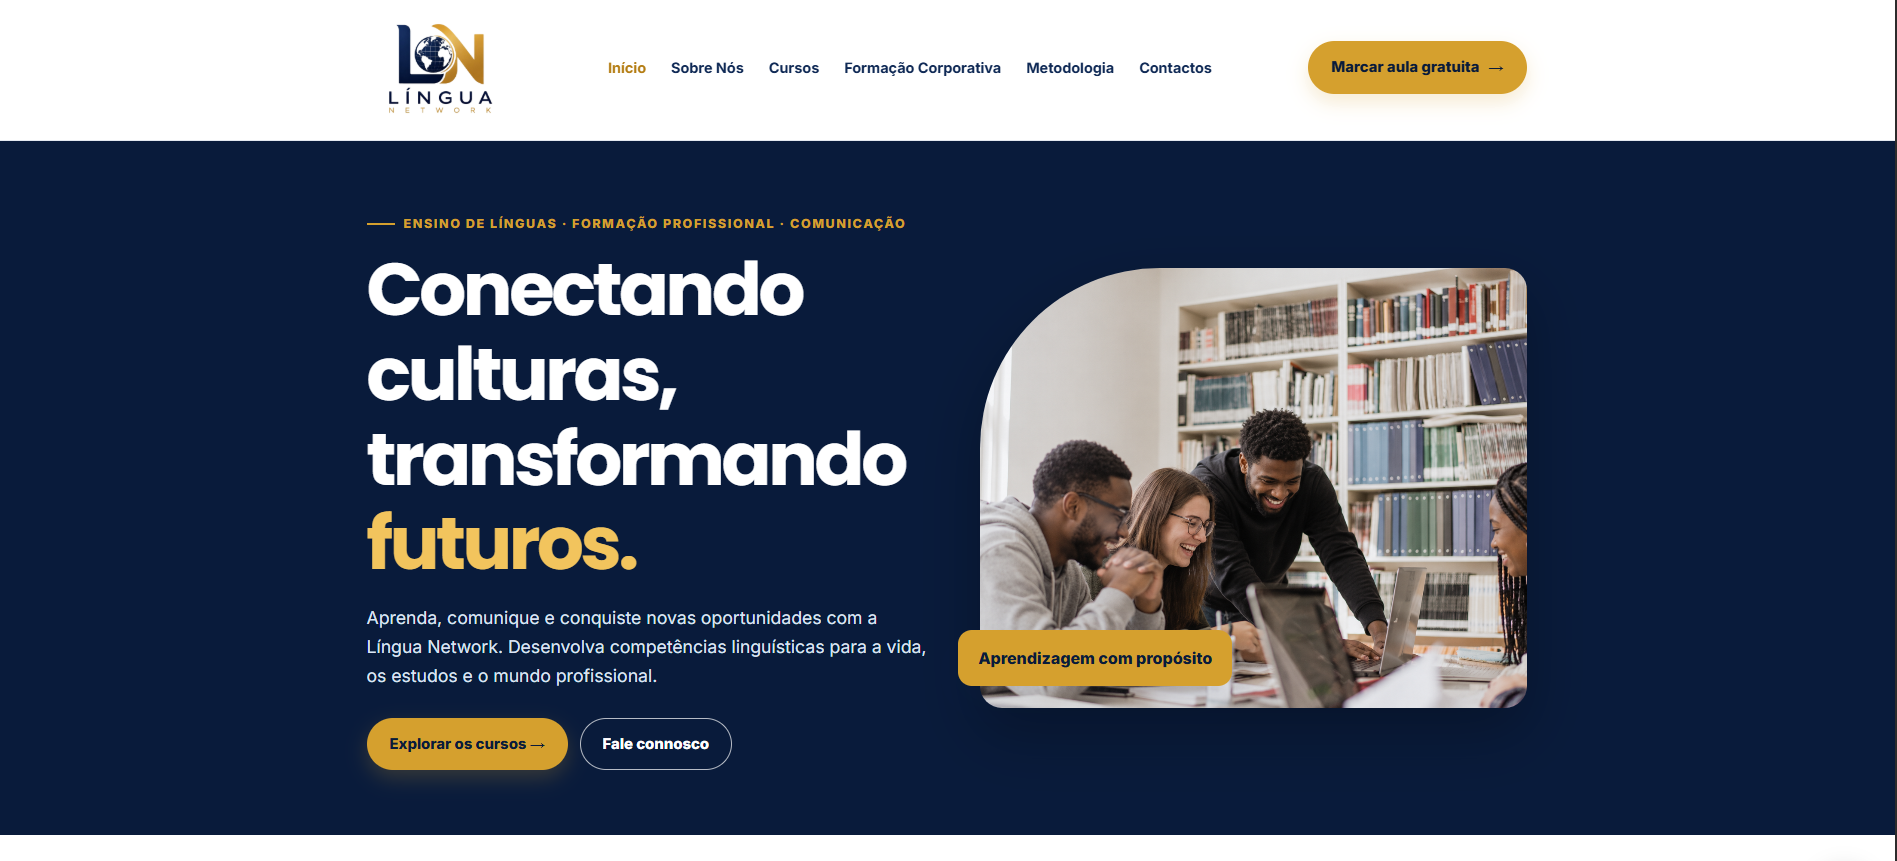 LN
LÍNGUA
NETWORK
Início
Sobre Nós
Cursos
Formação Corporativa
Metodologia
Contactos
Marcar aula gratuita →
ENSINO DE LÍNGUAS · FORMAÇÃO PROFISSIONAL · COMUNICAÇÃO
Conectando
culturas,
transformando
futuros.
Aprenda, comunique e conquiste novas oportunidades com a
Língua Network. Desenvolva competências linguísticas para a vida,
os estudos e o mundo profissional.
Explorar os cursos →
Fale connosco
Aprendizagem com propósito